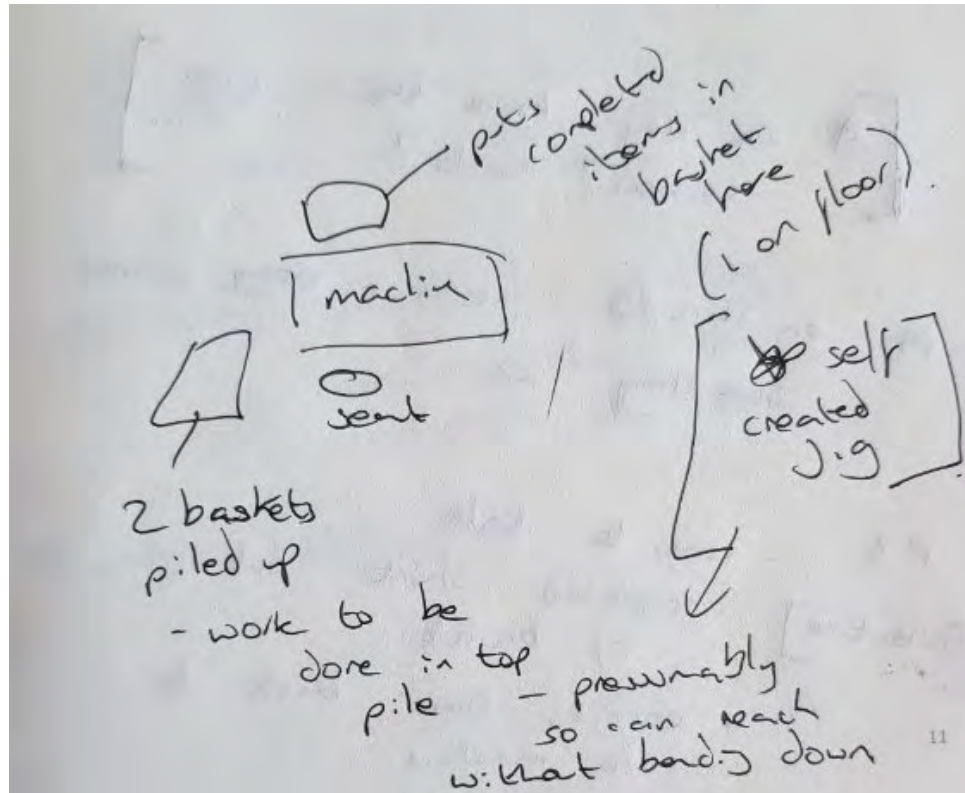 puts
completed
items in
basket
here
(1 on floor).
machine
seat
self
created
jig
2 baskets
piled up
- work to be
done in top
pile - presumably
so can reach
without bending down
11